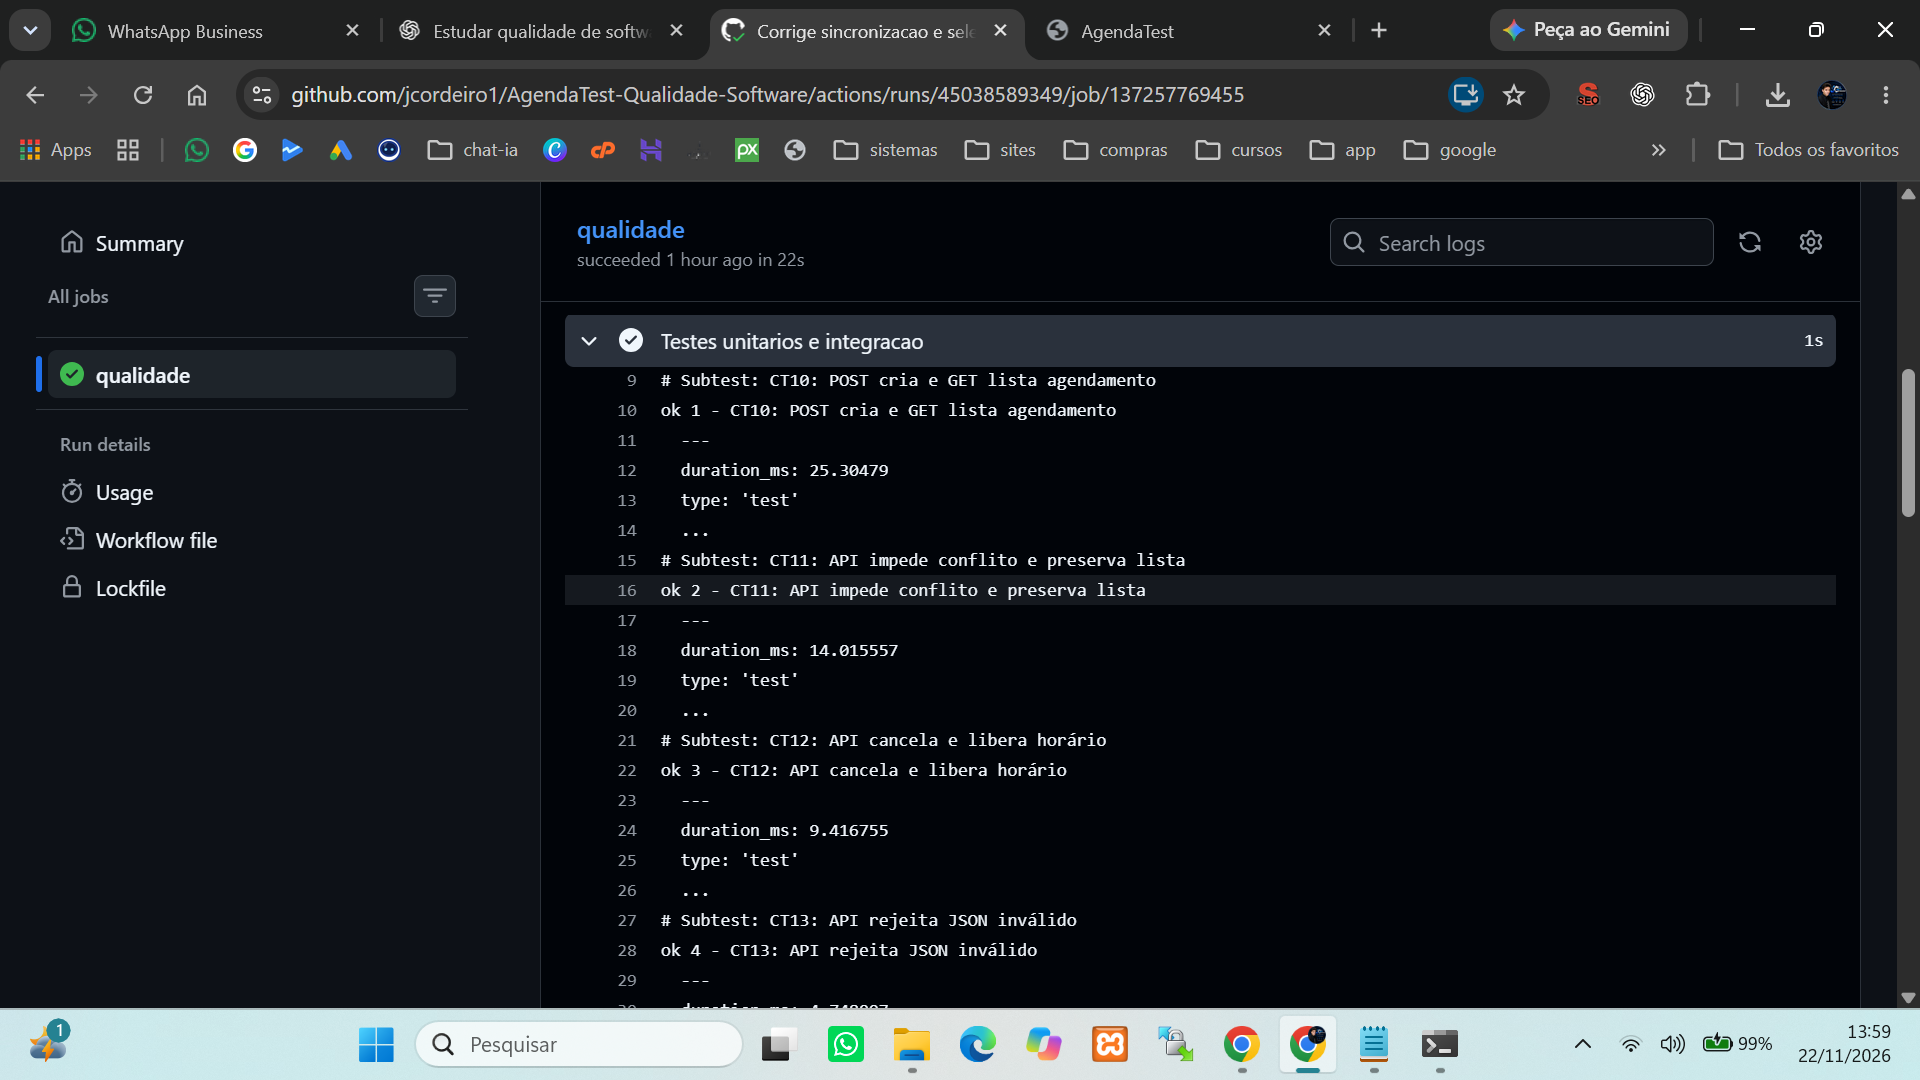 WhatsApp Business
Estudar qualidade de softw
Corrige sincronizacao e sele
AgendaTest
Peça ao Gemini
github.com/jcordeiro1/AgendaTest-Qualidade-Software/actions/runs/45038589349/job/137257769455
SEO
Apps
chat-ia
cP
px
sistemas
sites
compras
cursos
app
google
Todos os favoritos
Summary
All jobs
qualidade
Run details
Usage
Workflow file
Lockfile
qualidade
succeeded 1 hour ago in 22s
Search logs
Testes unitarios e integracao
1s
9 # Subtest: CT10: POST cria e GET lista agendamento
10 ok 1 - CT10: POST cria e GET lista agendamento
11 ---
12 duration_ms: 25.30479
13 type: 'test'
14 ...
15 # Subtest: CT11: API impede conflito e preserva lista
16 ok 2 - CT11: API impede conflito e preserva lista
17 ---
18 duration_ms: 14.015557
19 type: 'test'
20 ...
21 # Subtest: CT12: API cancela e libera horário
22 ok 3 - CT12: API cancela e libera horário
23 ---
24 duration_ms: 9.416755
25 type: 'test'
26 ...
27 # Subtest: CT13: API rejeita JSON inválido
28 ok 4 - CT13: API rejeita JSON inválido
29 ---
1
Pesquisar
99%
13:59
22/11/2026